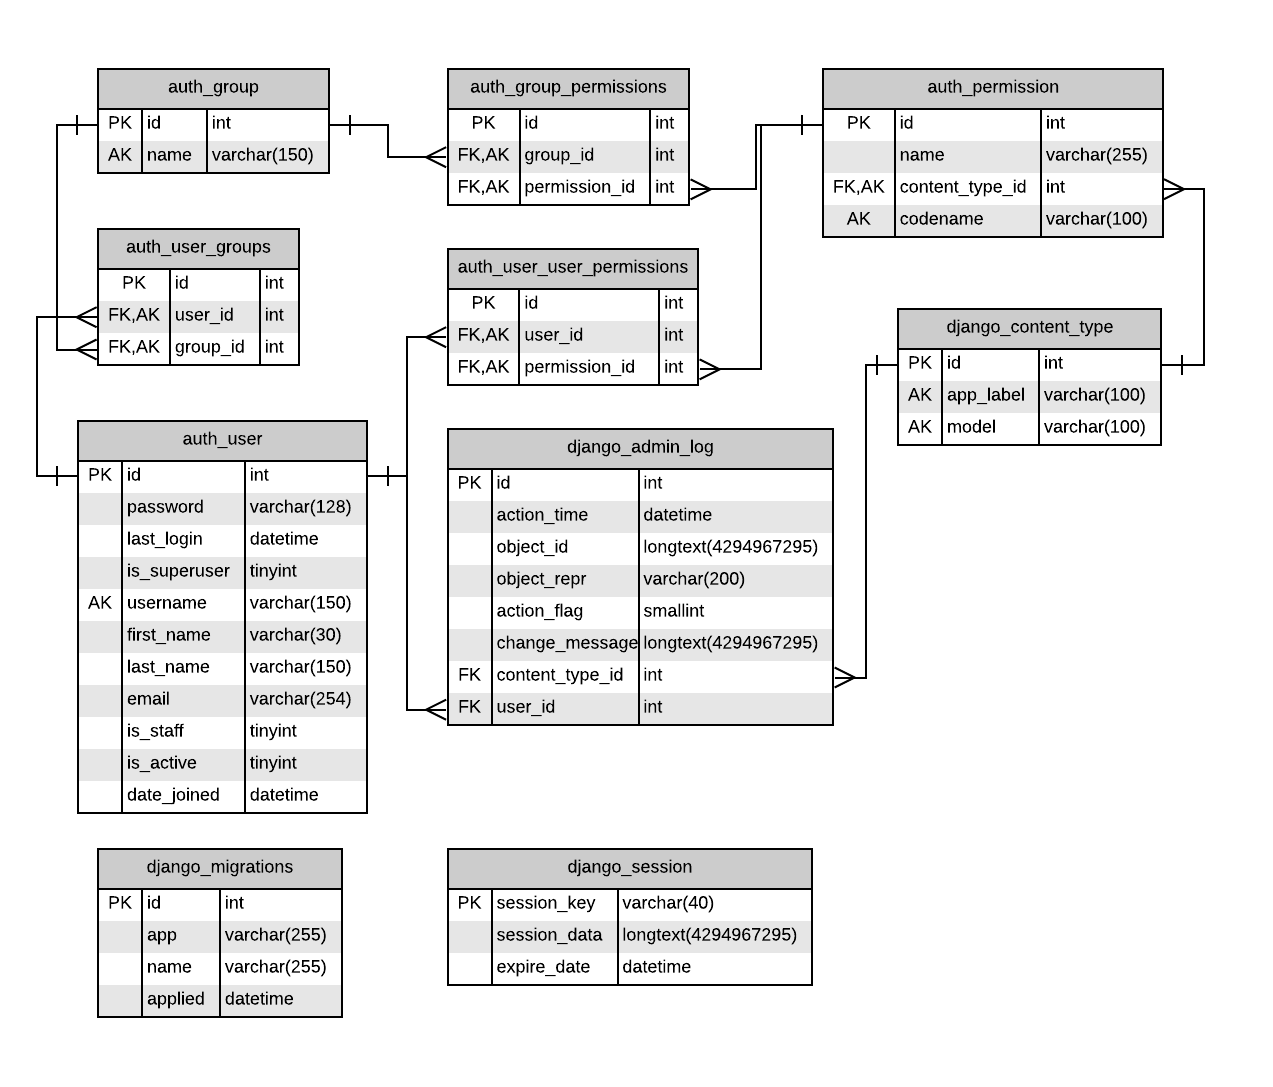 auth_group
PK id int
AK name varchar(150)
auth_group_permissions
PK id int
FK,AK group_id int
FK,AK permission_id int
auth_permission
PK id int
name varchar(255)
FK,AK content_type_id int
AK codename varchar(100)
auth_user_groups
PK id int
FK,AK user_id int
FK,AK group_id int
auth_user_user_permissions
PK id int
FK,AK user_id int
FK,AK permission_id int
django_content_type
PK id int
AK app_label varchar(100)
AK model varchar(100)
auth_user
PK id int
password varchar(128)
last_login datetime
is_superuser tinyint
AK username varchar(150)
first_name varchar(30)
last_name varchar(150)
email varchar(254)
is_staff tinyint
is_active tinyint
date_joined datetime
django_admin_log
PK id int
action_time datetime
object_id longtext(4294967295)
object_repr varchar(200)
action_flag smallint
change_message longtext(4294967295)
FK content_type_id int
FK user_id int
django_migrations
PK id int
app varchar(255)
name varchar(255)
applied datetime
django_session
PK session_key varchar(40)
session_data longtext(4294967295)
expire_date datetime